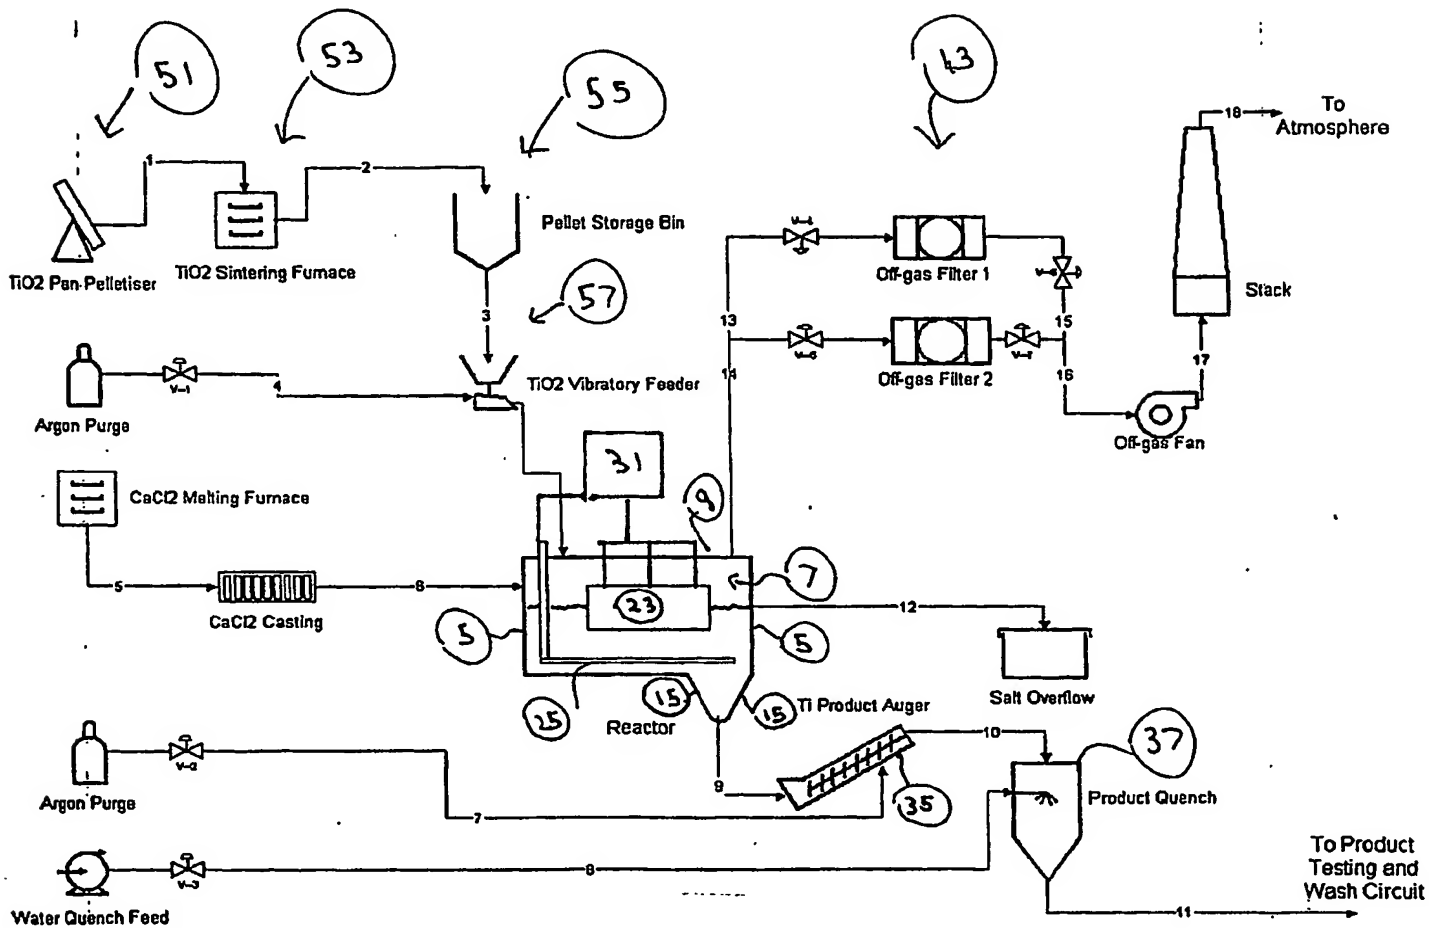 51
53
55
43
18
To
Atmosphere
1
2
Pellet Storage Bin
TiO2 Pan-Pelletiser
TiO2 Sintering Furnace
Off-gas Filter 1
Stack
3
57
13
15
14
16
17
V-1
4
TiO2 Vibratory Feeder
Off-gas Filter 2
Argon Purge
Off-gas Fan
31
CaCl2 Melting Furnace
9
7
5
6
23
12
CaCl2 Casting
5
5
15
15
25
Reactor
Ti Product Auger
Salt Overflow
10
37
V-2
9
35
Product Quench
Argon Purge
7
V-3
8
To Product
Testing and
Wash Circuit
Water Quench Feed
11